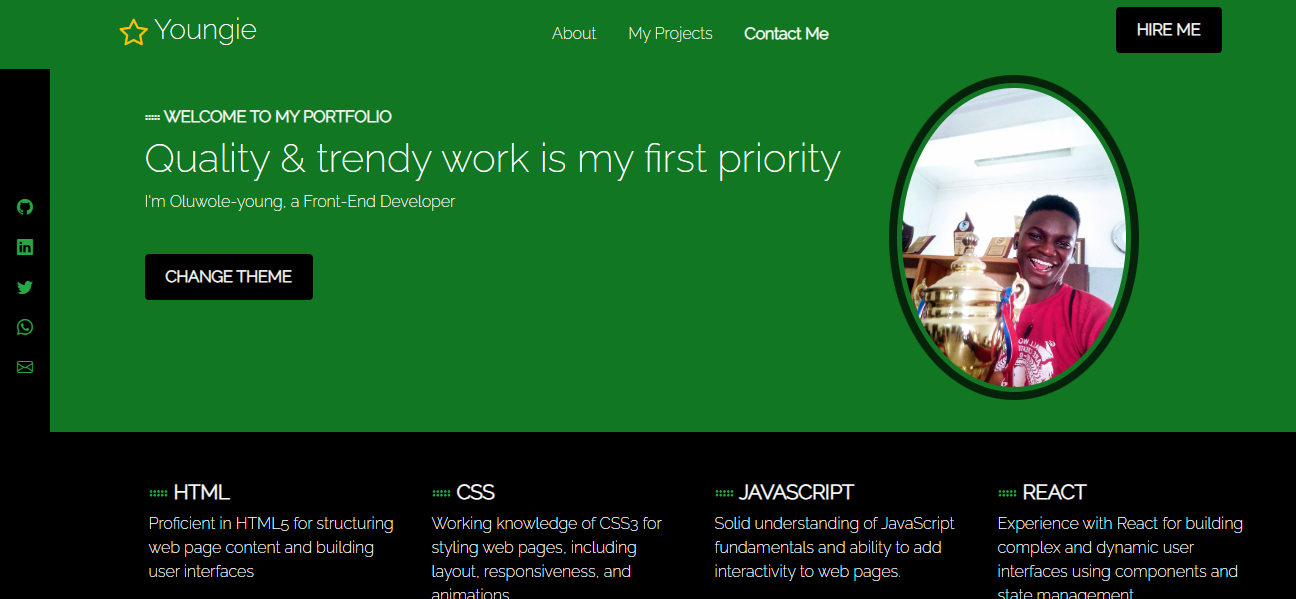 Youngie
About
My Projects
Contact Me
HIRE ME
WELCOME TO MY PORTFOLIO
Quality & trendy work is my first priority
I'm Oluwole-young, a Front-End Developer
CHANGE THEME
HTML
Proficient in HTML5 for structuring
web page content and building
user interfaces
CSS
Working knowledge of CSS3 for
styling web pages, including
layout, responsiveness, and
animations
JAVASCRIPT
Solid understanding of JavaScript
fundamentals and ability to add
interactivity to web pages.
REACT
Experience with React for building
complex and dynamic user
interfaces using components and
state management